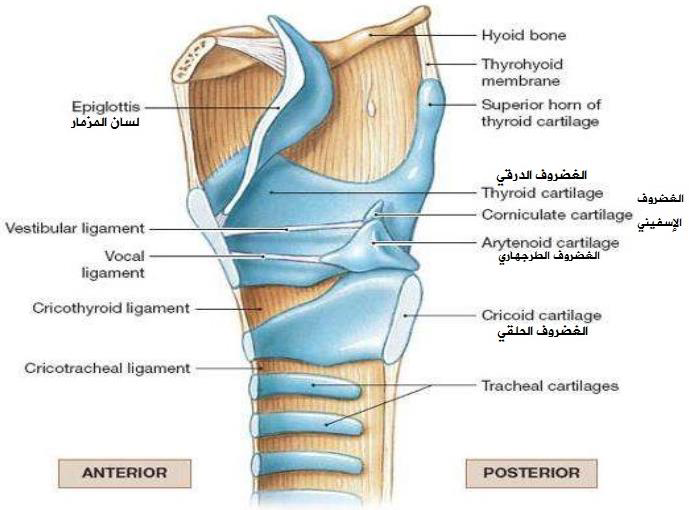 Hyoid bone
Thyrohyoid
membrane
Epiglottis
لسان المزمار
Superior horn of
thyroid cartilage
الغضروف الدرقي
Thyroid cartilage
Corniculate cartilage
الغضروف
الإسفيني
Vestibular ligament
Arytenoid cartilage
الغضروف الطرجهاري
Vocal
ligament
Cricothyroid ligament
Cricoid cartilage
الغضروف الحلقي
Cricotracheal ligament
Tracheal cartilages
ANTERIOR
POSTERIOR